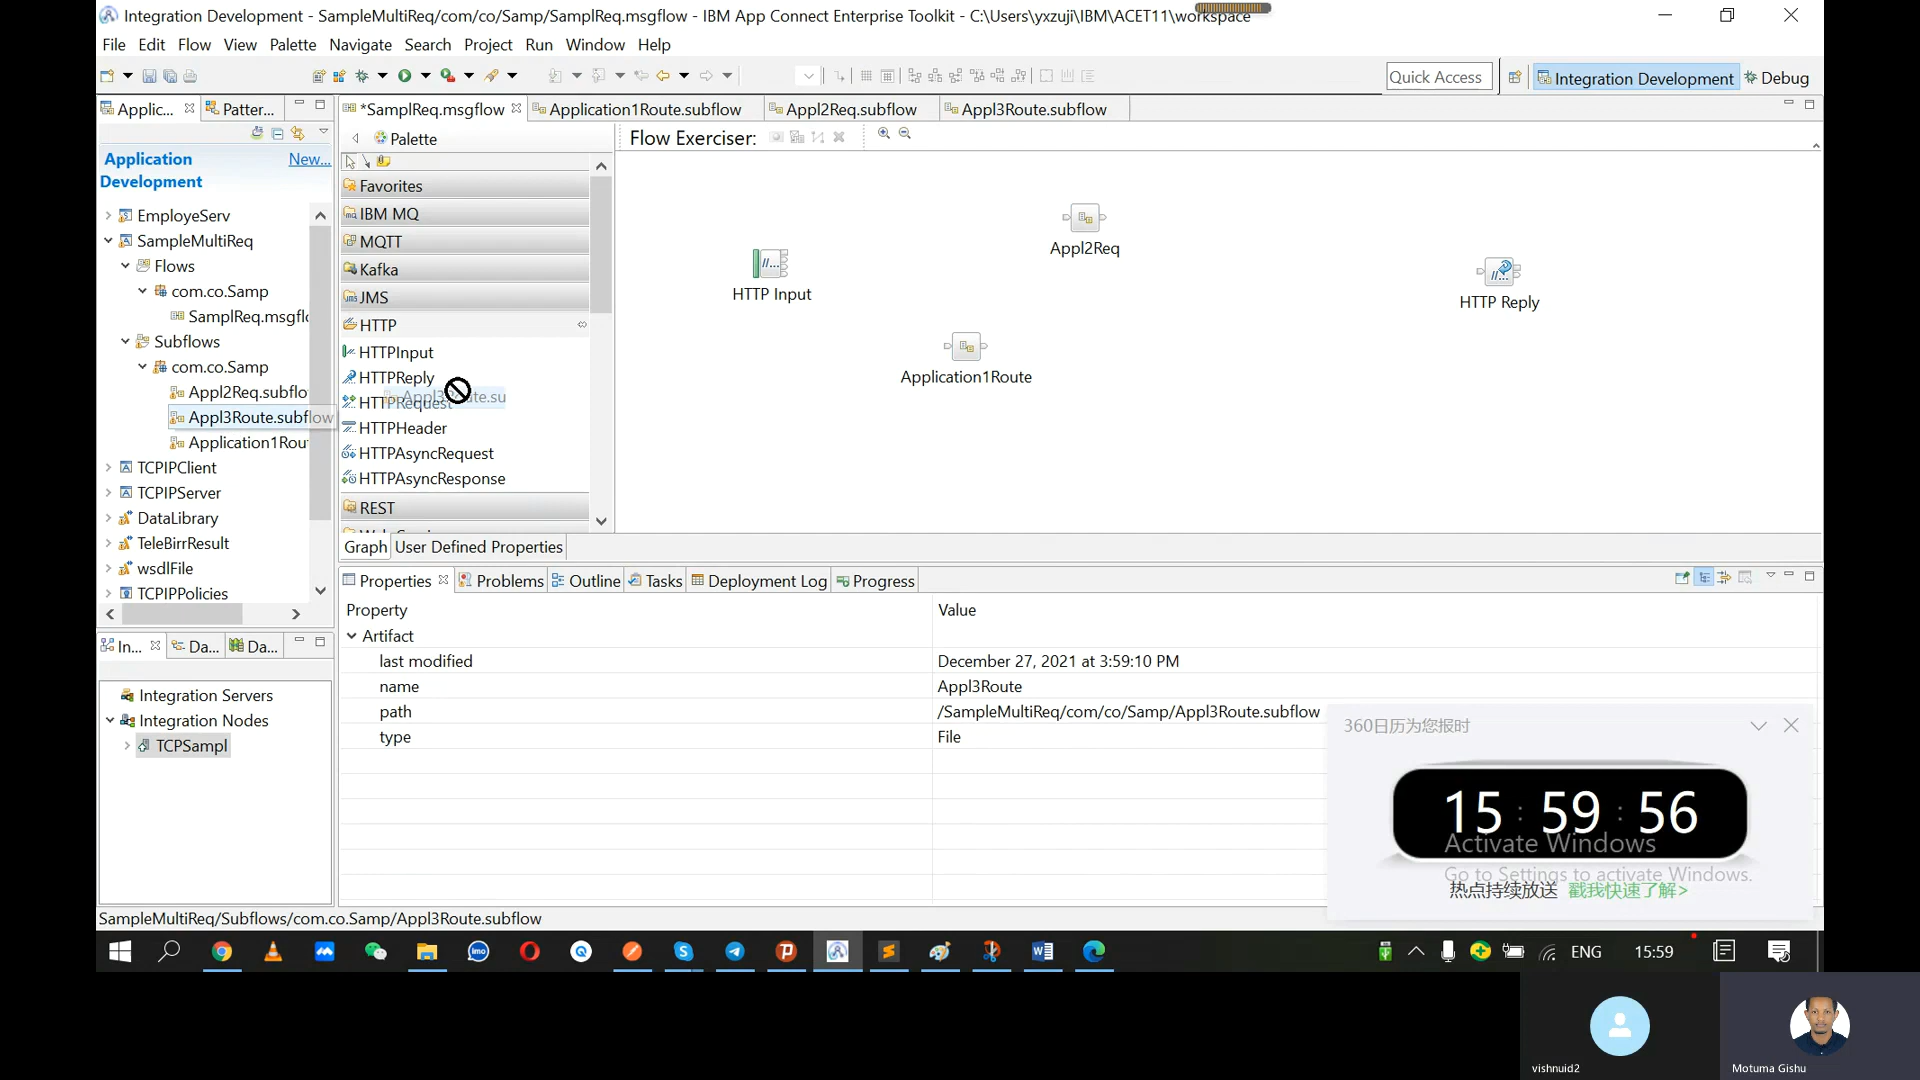 Integration Development - SampleMultiReq/com/co/Samp/SamplReq.msgflow - IBM App Connect Enterprise Toolkit - C:\Users\yxzuji\IBM\ACET11\workspace
File Edit Flow View Palette Navigate Search Project Run Window Help
Quick Access
Integration Development
Debug
Applic...
Patter...
*SamplReq.msgflow
Application1Route.subflow
Appl2Req.subflow
Appl3Route.subflow
Application
Development
New...
EmployeServ
SampleMultiReq
Flows
com.co.Samp
SamplReq.msgflo
Subflows
com.co.Samp
Appl2Req.subflo
Appl3Route.subflow
Application1Rou
TCPIPClient
TCPIPServer
DataLibrary
TeleBirrResult
wsdlFile
TCPIPPolicies
Palette
Favorites
IBM MQ
MQTT
Kafka
JMS
HTTP
HTTPInput
HTTPReply
Appl3Route.su
HTTPRequest
HTTPHeader
HTTPAsyncRequest
HTTPAsyncResponse
REST
Flow Exerciser:
Appl2Req
HTTP Input
HTTP Reply
Application1Route
Graph
User Defined Properties
In...
Da...
Da...
Integration Servers
Integration Nodes
TCPSampl
Properties
Problems
Outline
Tasks
Deployment Log
Progress
Property Value
Artifact
last modified December 27, 2021 at 3:59:10 PM
name Appl3Route
path /SampleMultiReq/com/co/Samp/Appl3Route.subflow
type File
360日历为您报时
15:59:56
Activate Windows
Go to Settings to activate Windows.
热点持续放送 戳我快速了解>
SampleMultiReq/Subflows/com.co.Samp/Appl3Route.subflow
imo
ENG
15:59
vishnuid2
Motuma Gishu